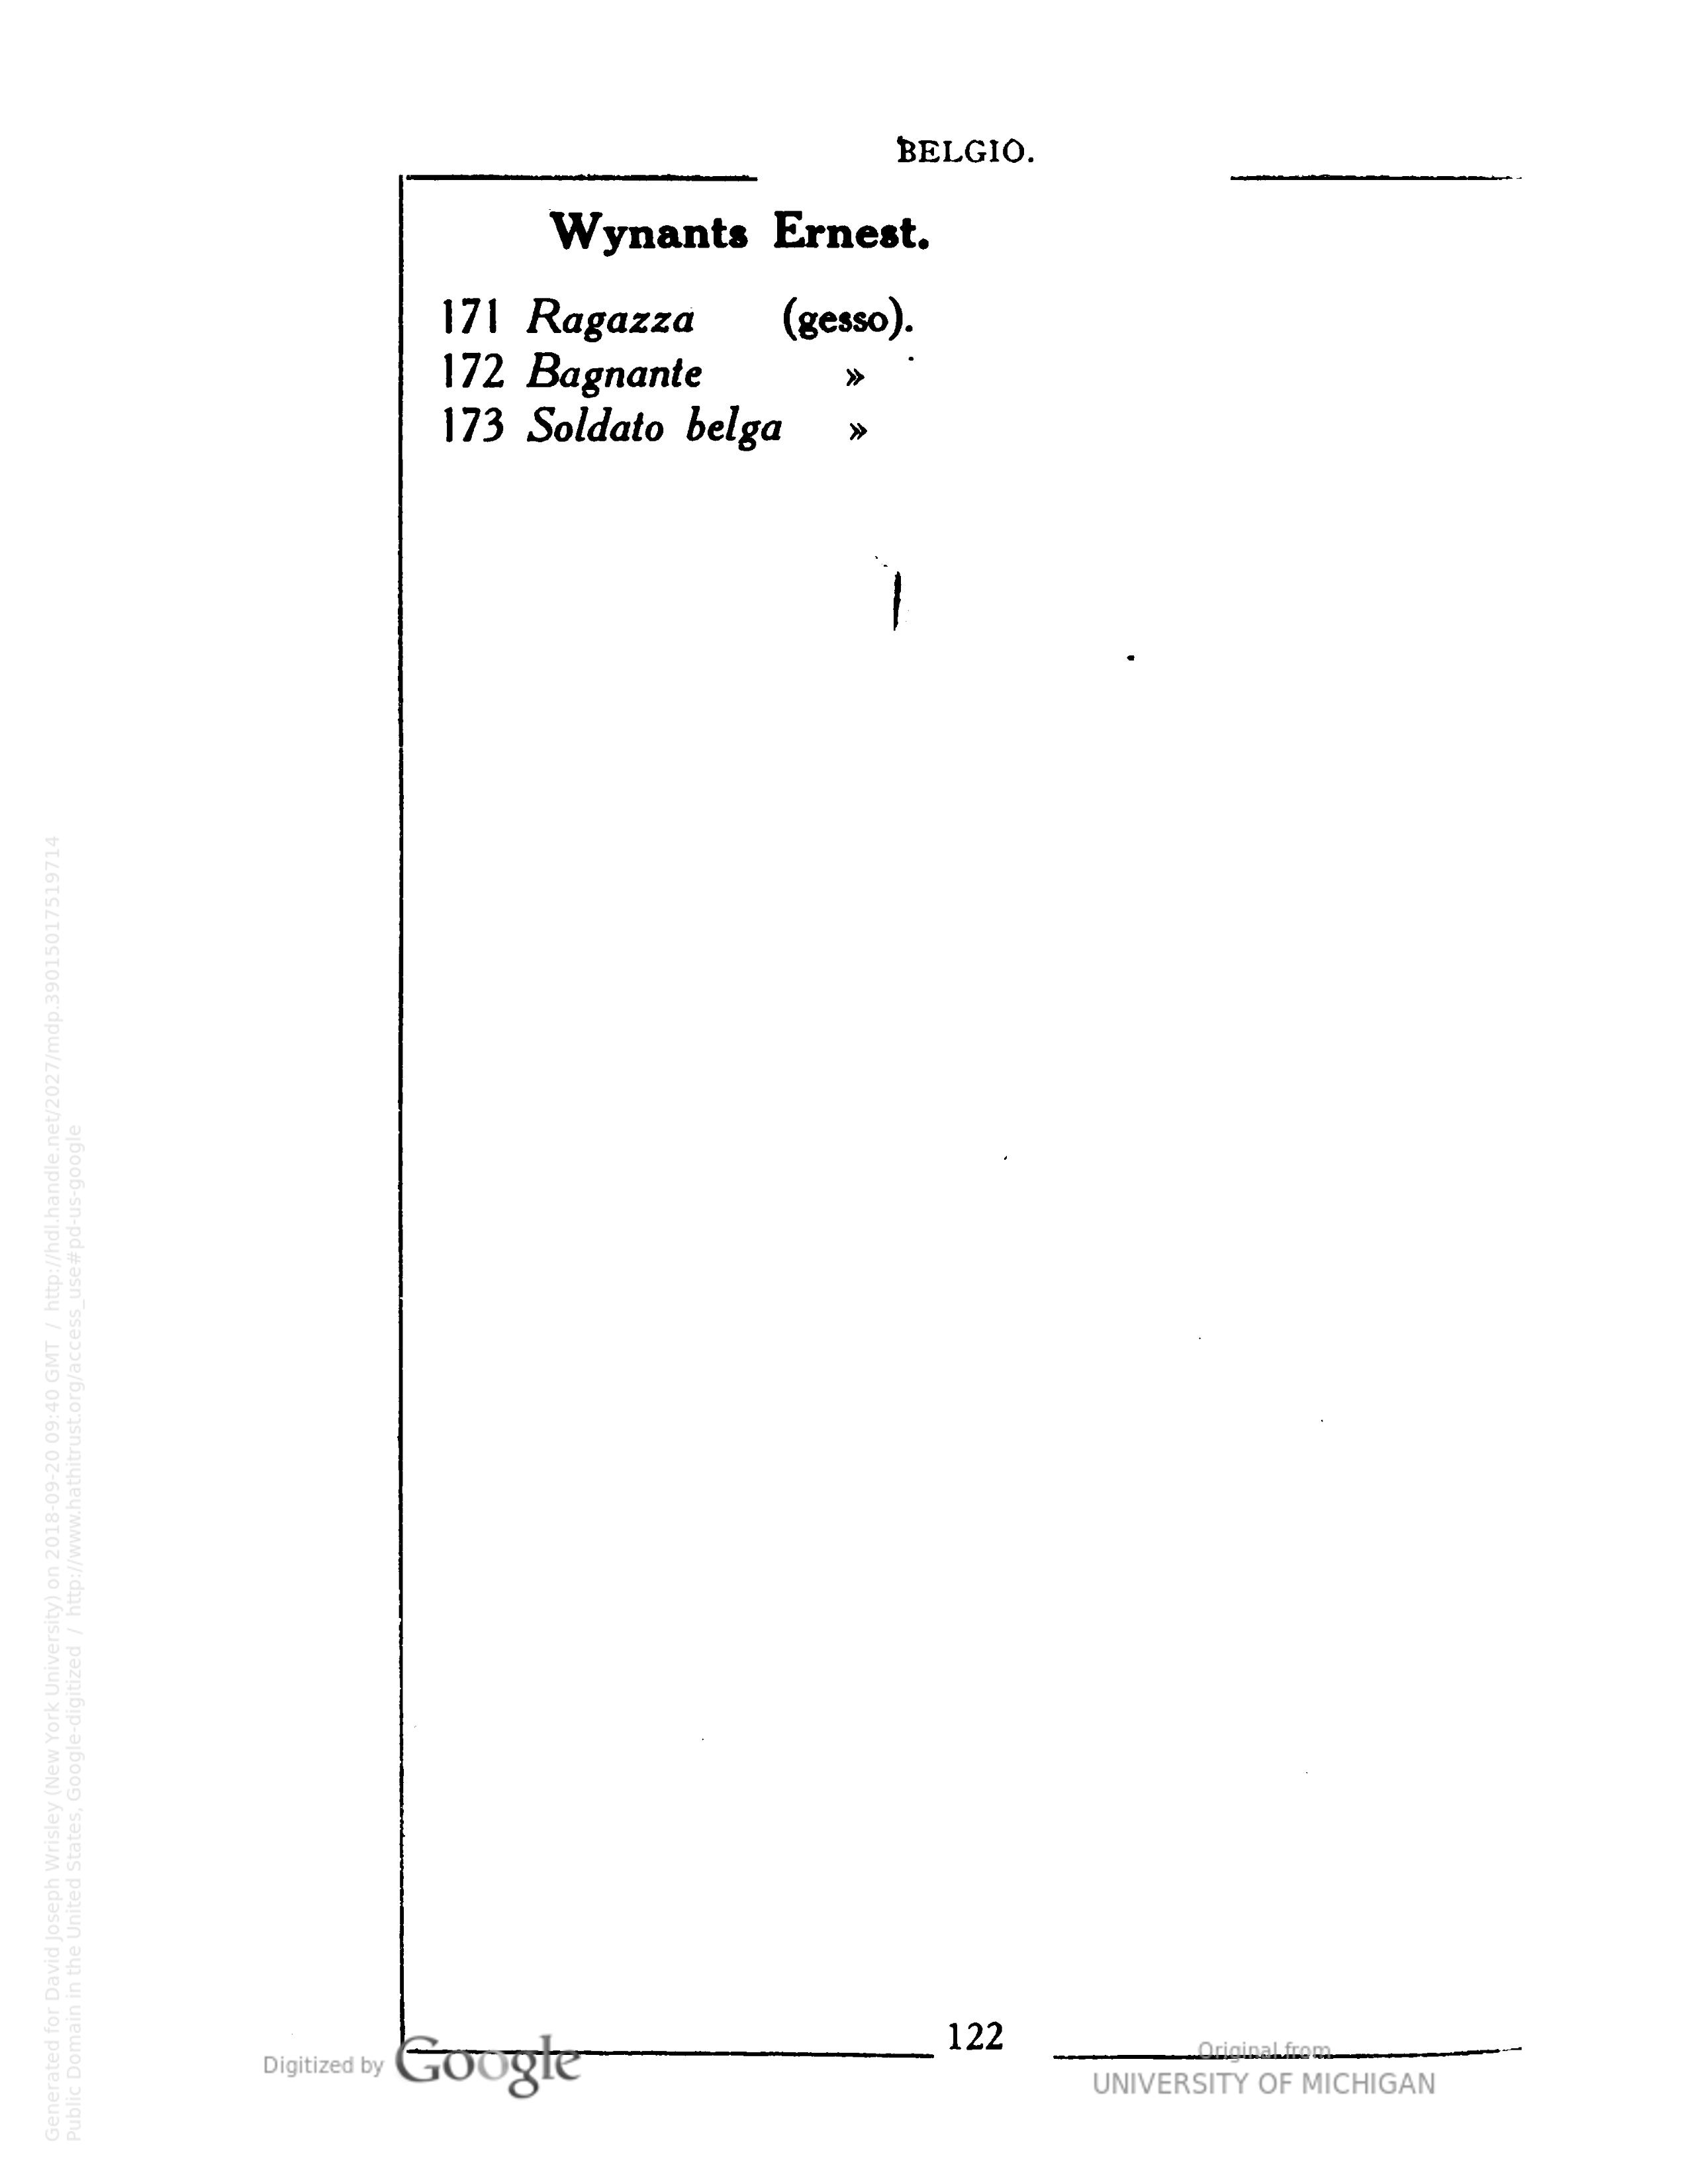 BELGIO.
Wynants Ernest.
171 Ragazza (gesso).
172 Bagnante »
173 Soldato belga »
122
Digitized by Google
Original from
UNIVERSITY OF MICHIGAN
Generated for David Joseph Wrisley (New York University) on 2018-09-20 09:40 GMT / http://hdl.handle.net/2027/mdp.39015017519714
Public Domain in the United States, Google-digitized / http://www.hathitrust.org/access_use#pd-us-google